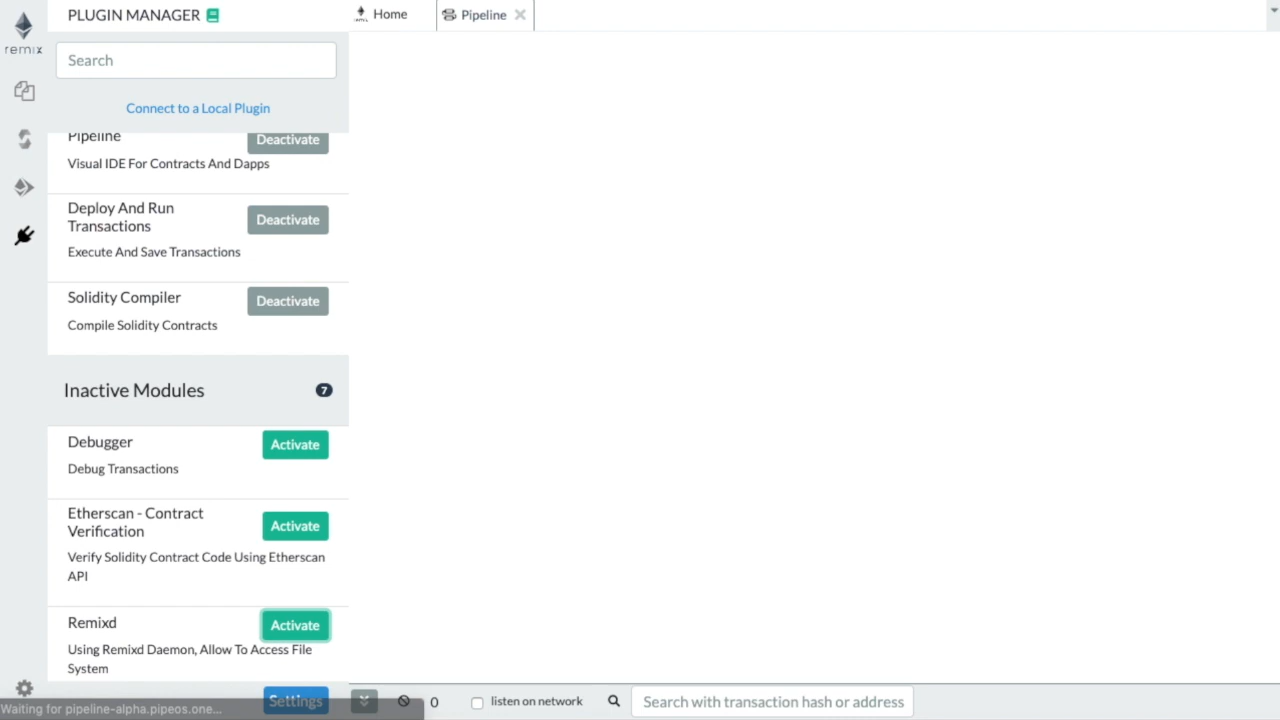 PLUGIN MANAGER
Home
Pipeline
remix
Search
Connect to a Local Plugin
Pipeline
Deactivate
Visual IDE For Contracts And Dapps
Deploy And Run
Transactions
Deactivate
Execute And Save Transactions
Solidity Compiler
Deactivate
Compile Solidity Contracts
Inactive Modules
7
Debugger
Activate
Debug Transactions
Etherscan - Contract
Verification
Activate
Verify Solidity Contract Code Using Etherscan
API
Remixd
Activate
Using Remixd Daemon, Allow To Access File
System
Settings
0
listen on network
Search with transaction hash or address
Waiting for pipeline-alpha.pipeos.one...